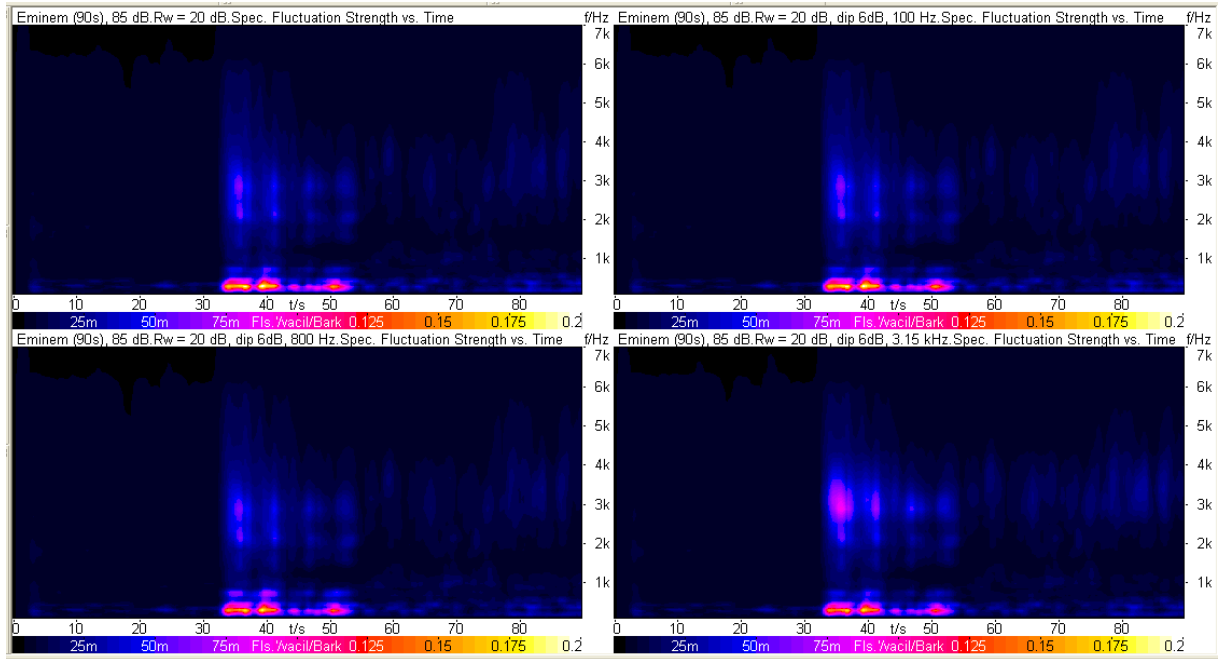 Eminem (90s), 85 dB.Rw = 20 dB.Spec. Fluctuation Strength vs. Time f/Hz
7k
6k
5k
4k
3k
2k
1k
0 10 20 30 40 t/s 50 60 70 80
25m 50m 75m Fls.'/vacil/Bark 0.125 0.15 0.175 0.2
Eminem (90s), 85 dB.Rw = 20 dB, dip 6dB, 100 Hz.Spec. Fluctuation Strength vs. Time f/Hz
7k
6k
5k
4k
3k
2k
1k
0 10 20 30 40 t/s 50 60 70 80
25m 50m 75m Fls.'/vacil/Bark 0.125 0.15 0.175 0.2
Eminem (90s), 85 dB.Rw = 20 dB, dip 6dB, 800 Hz.Spec. Fluctuation Strength vs. Time f/Hz
7k
6k
5k
4k
3k
2k
1k
0 10 20 30 t/s 50 60 70 80
25m 50m 75m Fls.'/vacil/Bark 0.125 0.15 0.175 0.2
Eminem (90s), 85 dB.Rw = 20 dB, dip 6dB, 3.15 kHz.Spec. Fluctuation Strength vs. Time f/Hz
7k
6k
5k
4k
3k
2k
1k
0 10 20 30 t/s 50 60 70 80
25m 50m 75m Fls.'/vacil/Bark 0.125 0.15 0.175 0.2